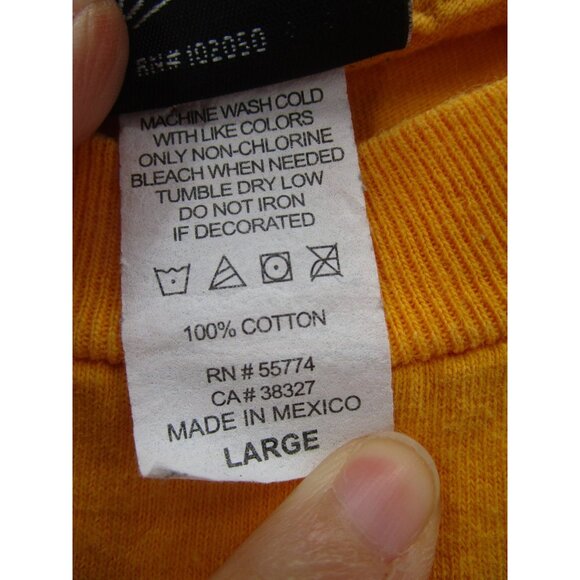 RN#102050
MACHINE WASH COLD
WITH LIKE COLORS
ONLY NON-CHLORINE
BLEACH WHEN NEEDED
TUMBLE DRY LOW
DO NOT IRON
IF DECORATED
100% COTTON
RN # 55774
CA # 38327
MADE IN MEXICO
LARGE